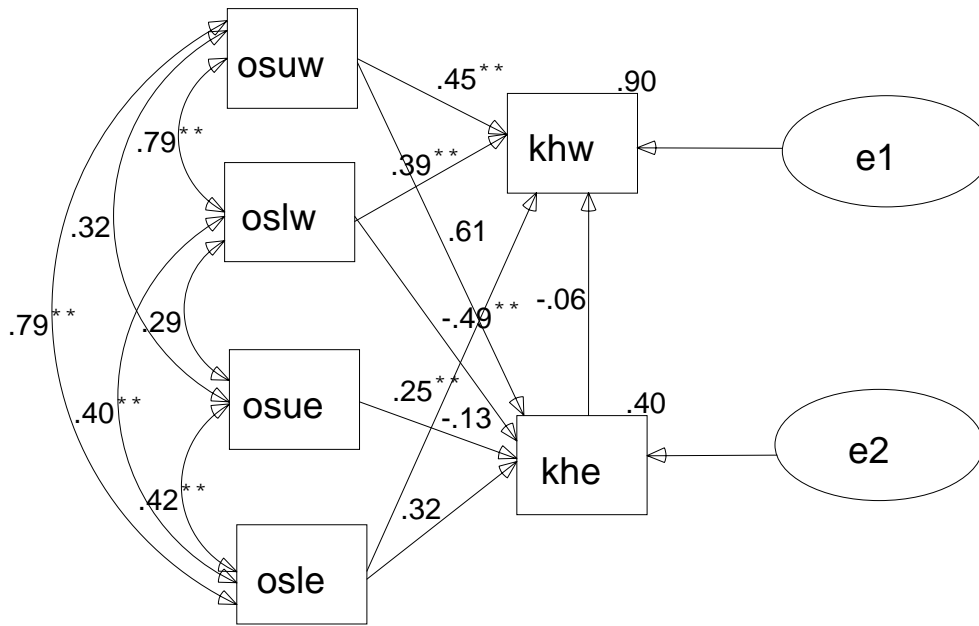 osuw
.45**
.90
khw
e1
.79**
.39**
oslw
.32
.61
-.49**
-.06
.79**
.29
osue
.25**
.40
.40**
-.13
khe
e2
.42**
.32
osle